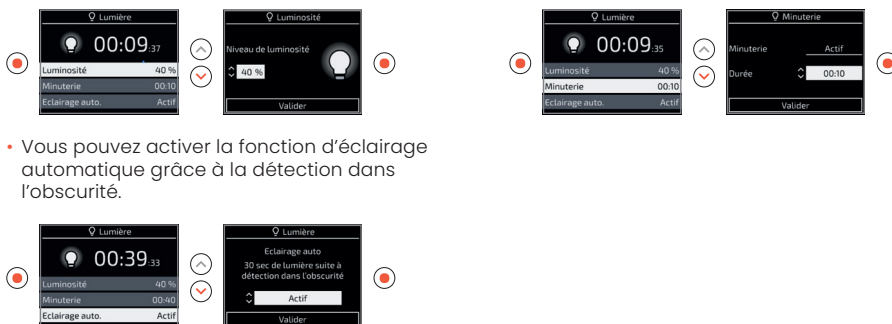 Lumière
00:09:37
Luminosité 40 %
Minuterie 00:10
Eclairage auto. Actif
Luminosité
Niveau de luminosité
40 %
Valider
Lumière
00:09:35
Luminosité 40 %
Minuterie 00:10
Eclairage auto. Actif
Minuterie
Minuterie Actif
Durée 00:10
Valider
• Vous pouvez activer la fonction d’éclairage
automatique grâce à la détection dans
l’obscurité.
Lumière
00:39:33
Luminosité 40 %
Minuterie 00:40
Eclairage auto. Actif
Lumière
Eclairage auto
30 sec de lumière suite à
détection dans l’obscurité
Actif
Valider